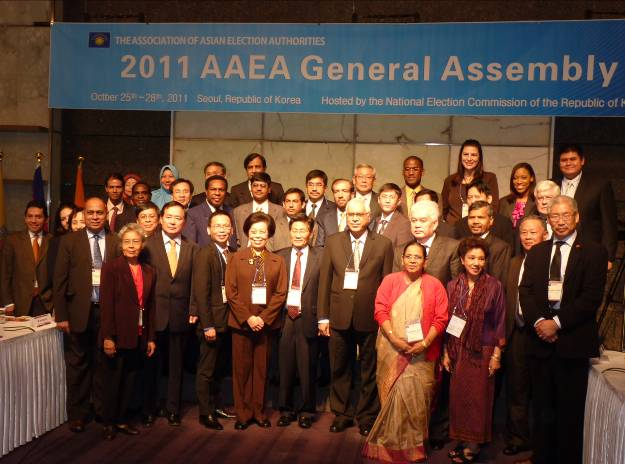 THE ASSOCIATION OF ASIAN ELECTION AUTHORITIES
2011 AAEA General Assembly
October 25th~28th, 2011 Seoul, Republic of Korea Hosted by the National Election Commission of the Republic of K